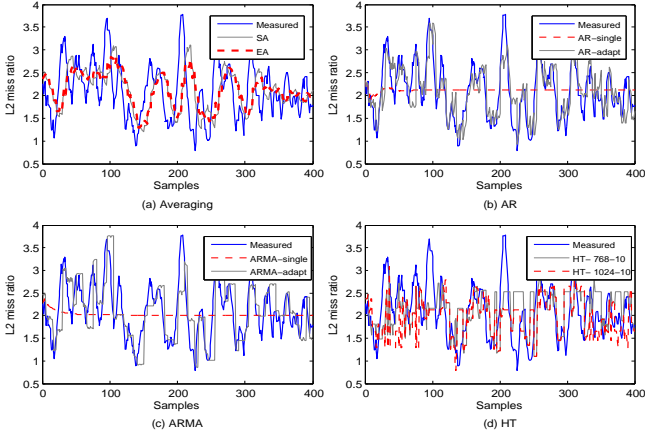 4
3.5
3
2.5
2
1.5
1
0.5
L2 miss ratio
Measured
SA
EA
0 100 200 300 400
Samples
(a) Averaging
4
3.5
3
2.5
2
1.5
1
0.5
L2 miss ratio
Measured
AR-single
AR-adapt
0 100 200 300 400
Samples
(b) AR
4
3.5
3
2.5
2
1.5
1
0.5
L2 miss ratio
Measured
ARMA-single
ARMA-adapt
0 100 200 300 400
Samples
(c) ARMA
4
3.5
3
2.5
2
1.5
1
0.5
L2 miss ratio
Measured
HT- 768-10
HT- 1024-10
0 100 200 300 400
Samples
(d) HT